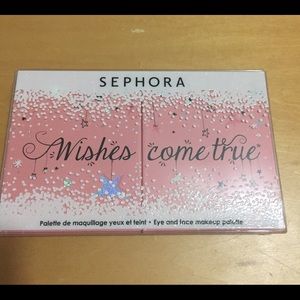 SEPHORA
Wishes come true
Palette de maquillage yeux et teint • Eye and face makeup palette